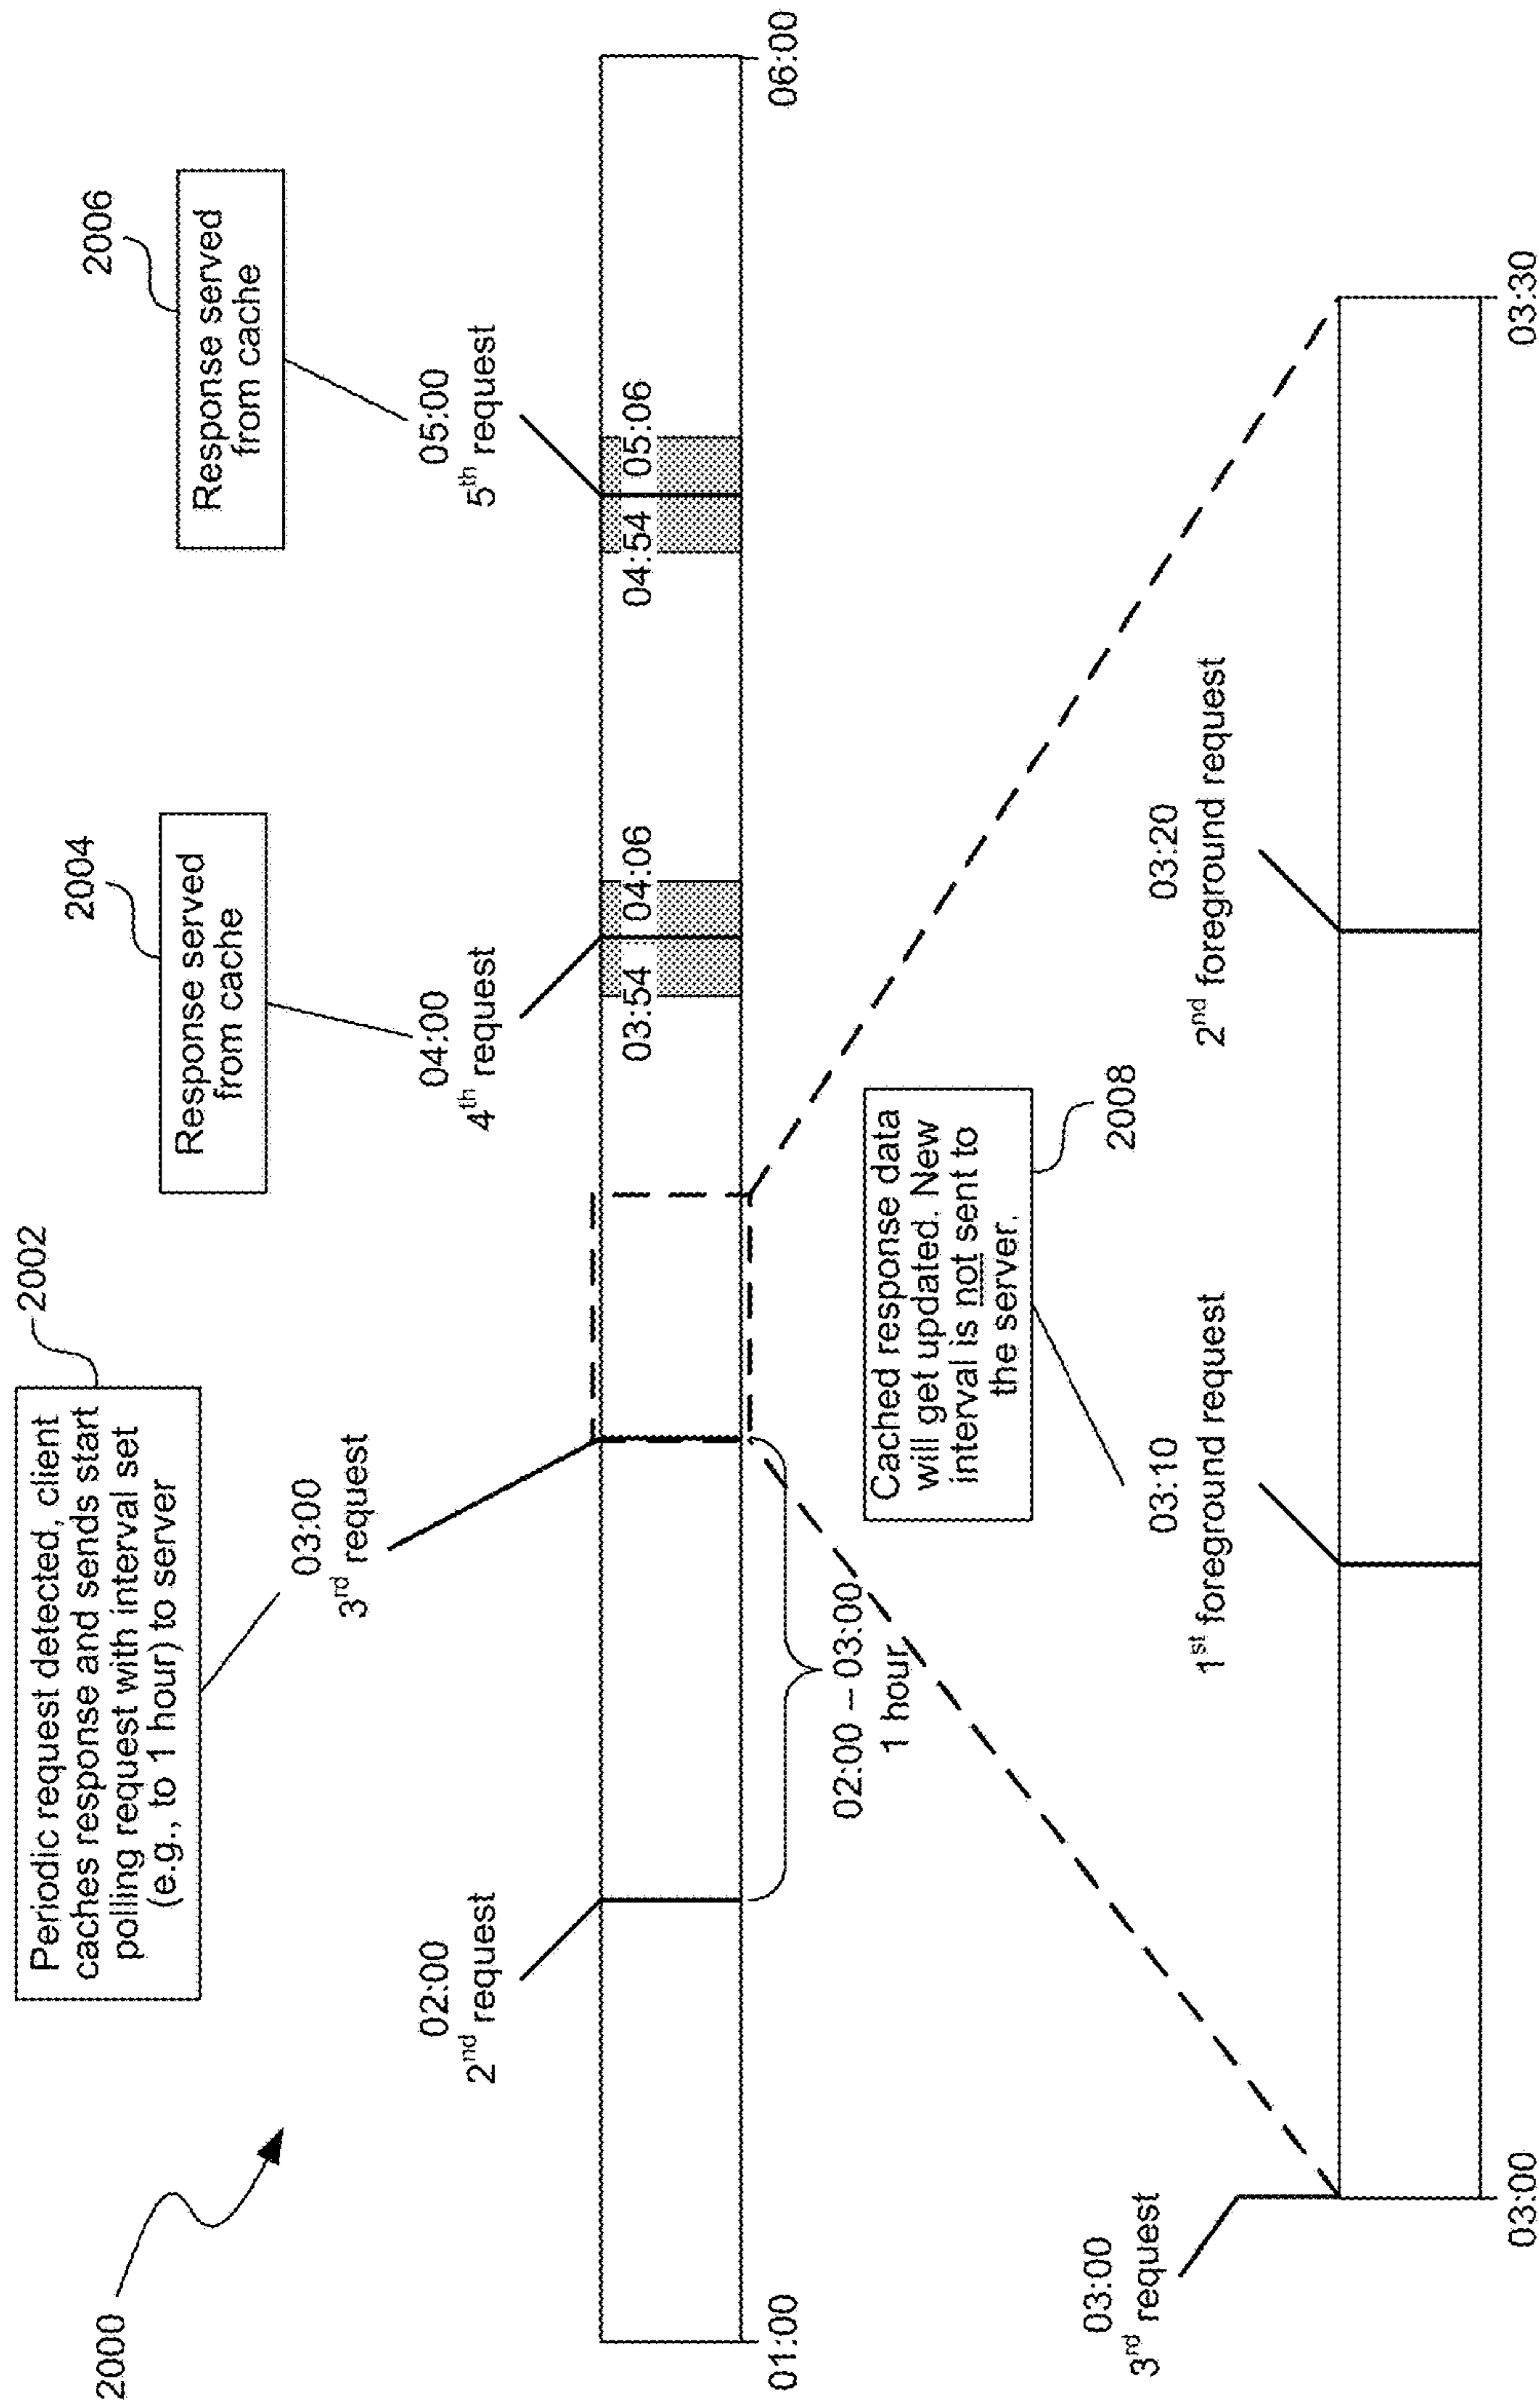 2000
2002
Periodic request detected, client
caches response and sends start
polling request with interval set
(e.g., to 1 hour) to server
2004
Response served
from cache
2006
Response served
from cache
02:00
2nd request
03:00
3rd request
04:00
4th request
05:00
5th request
03:54 04:06
04:54 05:06
01:00
06:00
02:00 – 03:00
1 hour
Cached response data
will get updated. New
interval is not sent to
the server.
2008
03:00
3rd request
03:10
1st foreground request
03:20
2nd foreground request
03:00
03:30